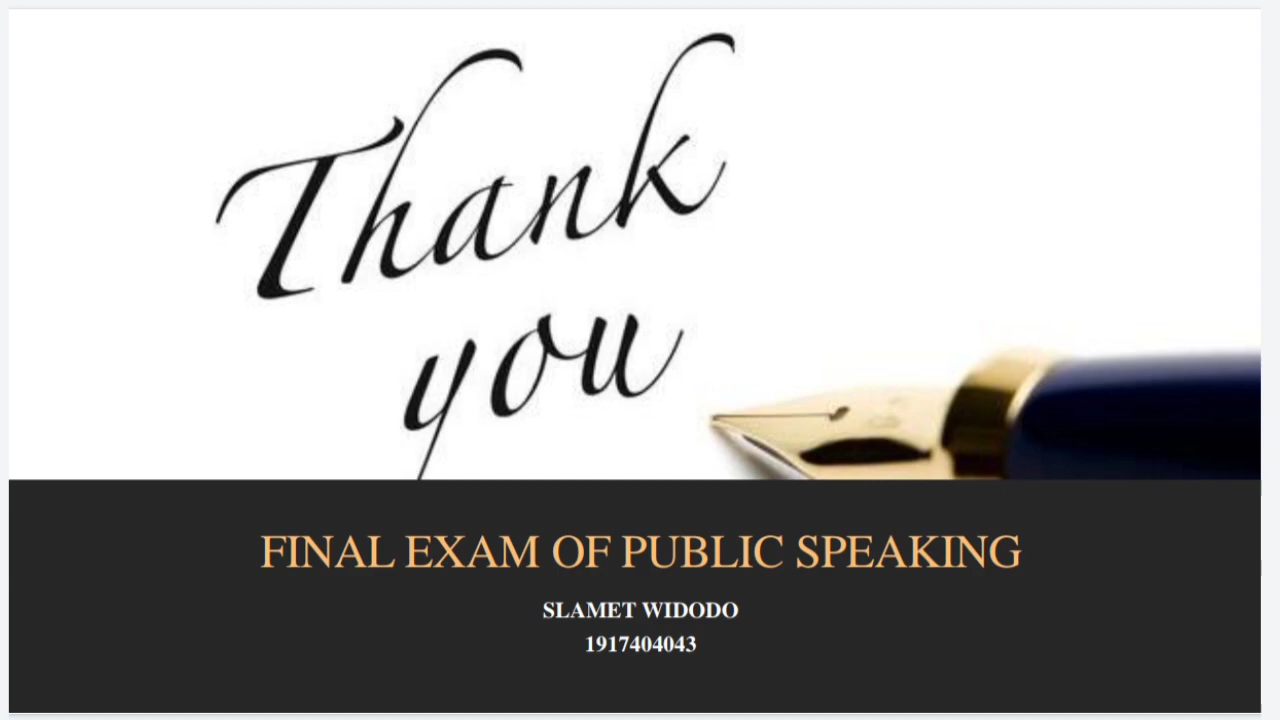 Thank
you
FINAL EXAM OF PUBLIC SPEAKING
SLAMET WIDODO
1917404043